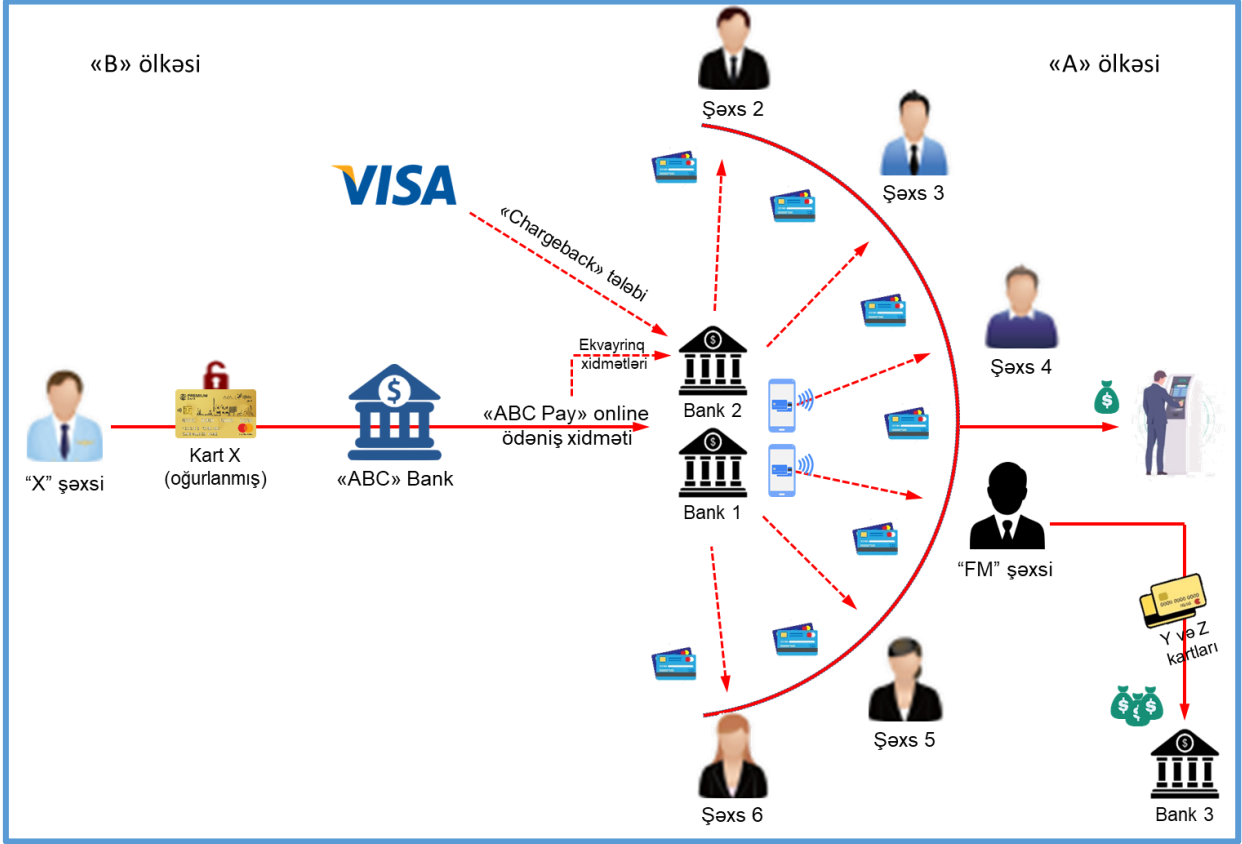 «B» ölkəsi
«A» ölkəsi
Şəxs 2
Şəxs 3
VISA
«Chargeback» tələbi
Ekvayrinq
xidmətləri
Bank 2
Şəxs 4
«ABC Pay» online
ödəniş xidməti
Kart X
(oğurlanmış)
«ABC» Bank
"X" şəxsi
Bank 1
"FM" şəxsi
Y və Z
kartları
Şəxs 5
Şəxs 6
Bank 3